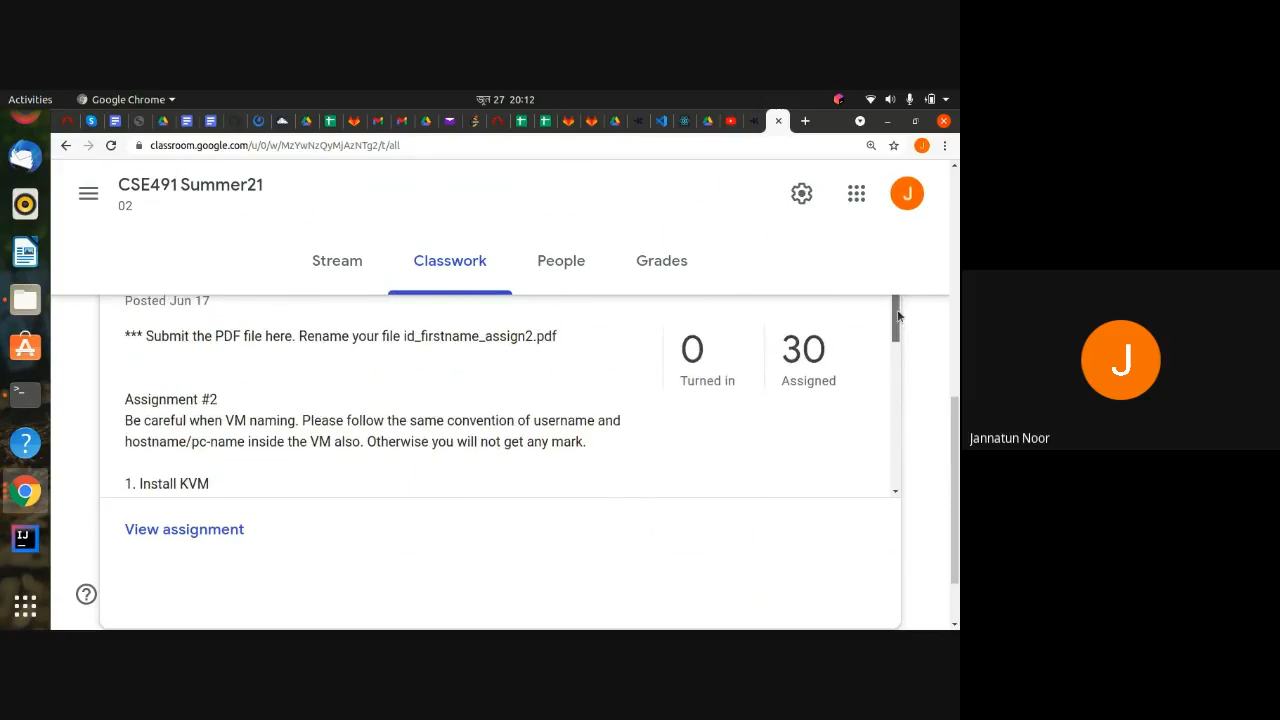 Activities
Google Chrome
जून 27 20:12
classroom.google.com/u/0/w/MzYwNzQyMjAzNTg2/t/all
J
CSE491 Summer21
02
J
Stream
Classwork
People
Grades
Posted Jun 17
*** Submit the PDF file here. Rename your file id_firstname_assign2.pdf
0
30
Turned in
Assigned
Assignment #2
Be careful when VM naming. Please follow the same convention of username and
hostname/pc-name inside the VM also. Otherwise you will not get any mark.
1. Install KVM
View assignment
J
Jannatun Noor
IJ